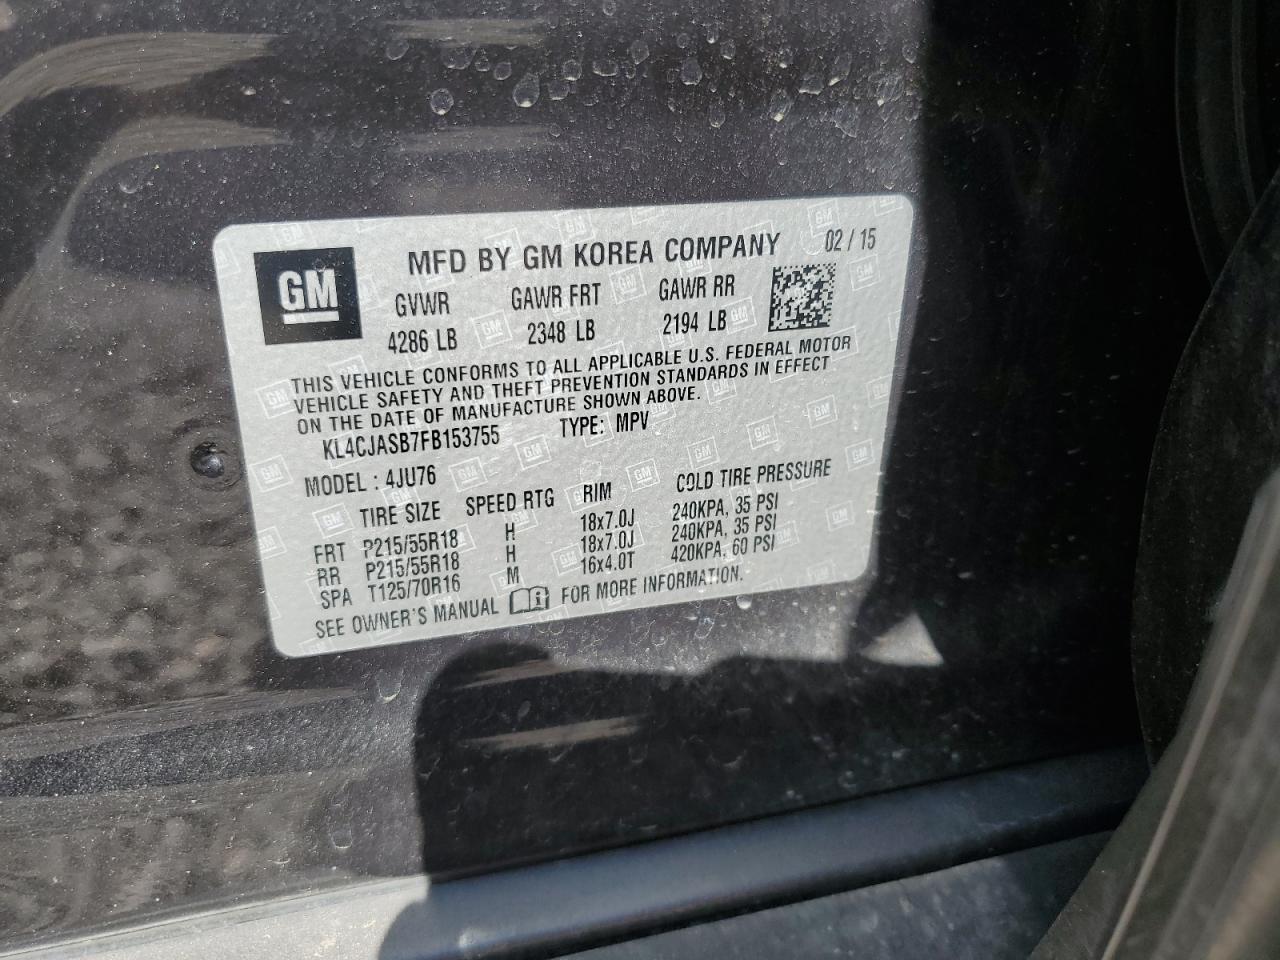 GM
MFD BY GM KOREA COMPANY 02 / 15
GVWR GAWR FRT GAWR RR
4286 LB 2348 LB 2194 LB
THIS VEHICLE CONFORMS TO ALL APPLICABLE U.S. FEDERAL MOTOR
VEHICLE SAFETY AND THEFT PREVENTION STANDARDS IN EFFECT
ON THE DATE OF MANUFACTURE SHOWN ABOVE.
KL4CJASB7FB153755 TYPE: MPV
MODEL : 4JU76
TIRE SIZE SPEED RTG RIM COLD TIRE PRESSURE
FRT P215/55R18 H 18x7.0J 240KPA, 35 PSI
RR P215/55R18 H 18x7.0J 240KPA, 35 PSI
SPA T125/70R16 M 16x4.0T 420KPA, 60 PSI
SEE OWNER'S MANUAL FOR MORE INFORMATION.